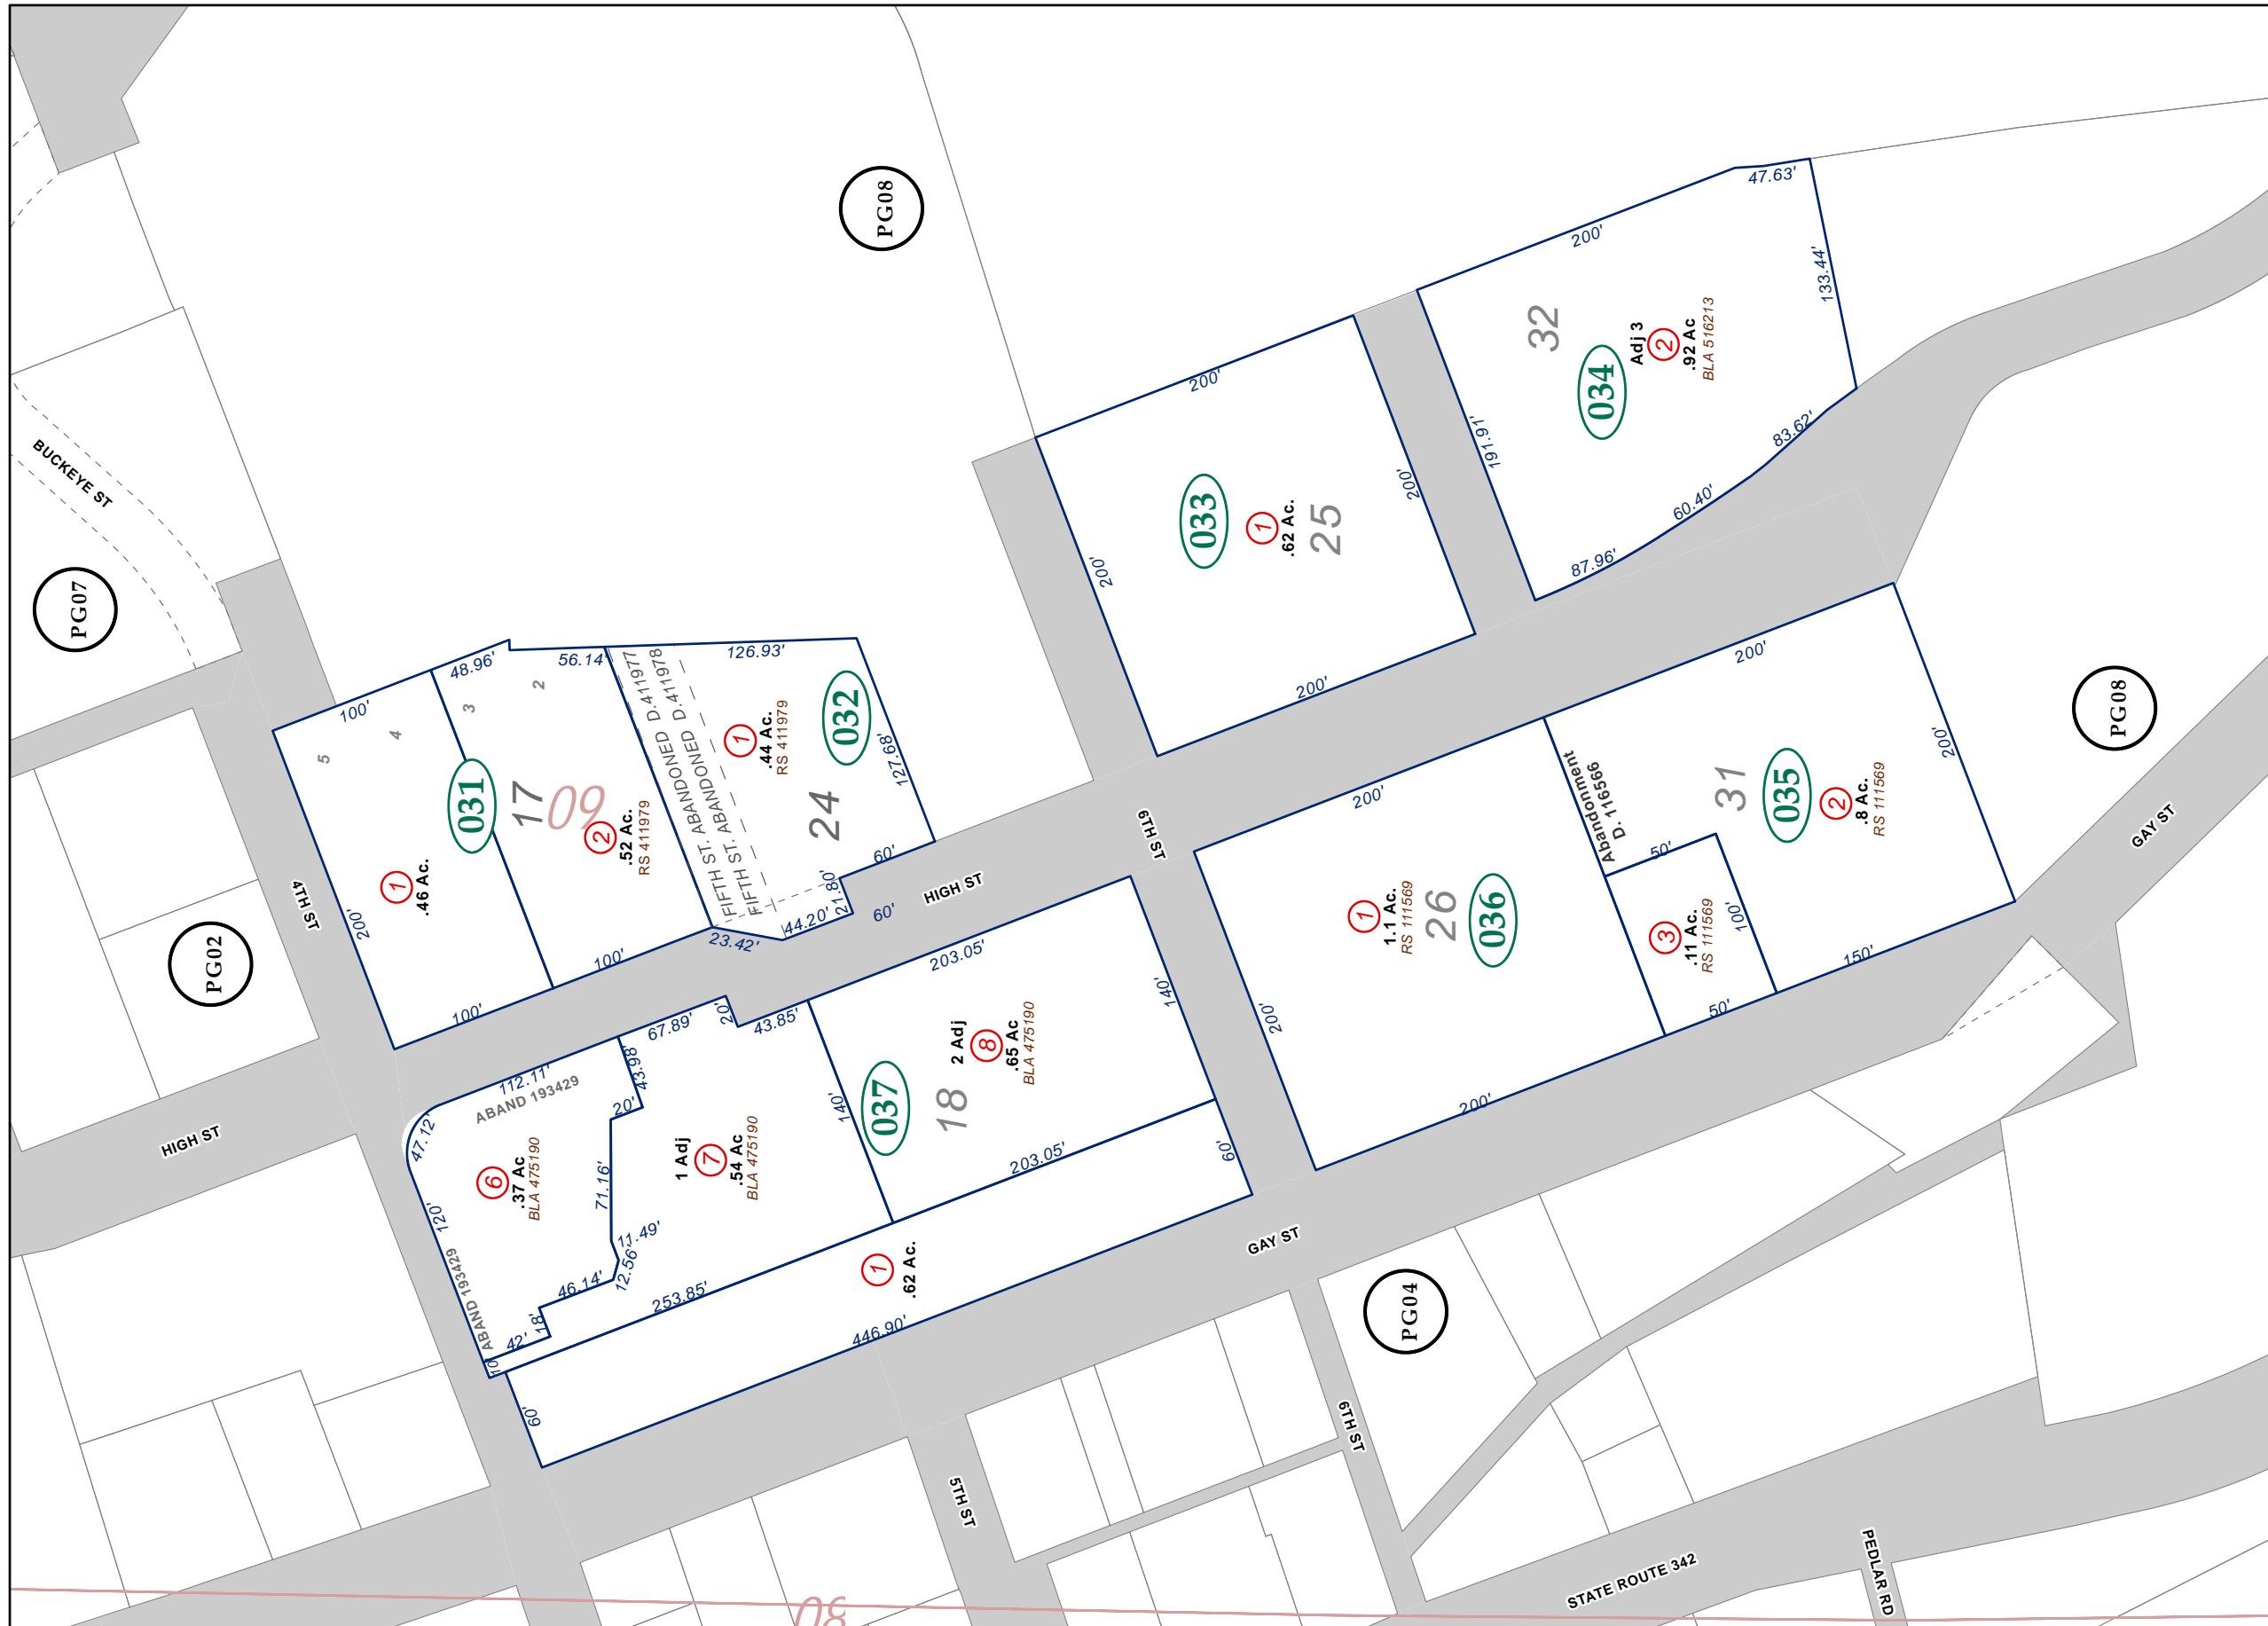 PG08
PG07
PG02
PG08
PG04
BUCKEYE ST
4TH ST
HIGH ST
HIGH ST
6TH ST
GAY ST
GAY ST
5TH ST
6TH ST
STATE ROUTE 342
PEDLAR RD
031
17
09
5
4
3
2
1
.46 Ac.
100'
200'
100'
48.96'
56.14'
100'
2
.52 Ac.
RS 411979
FIFTH ST. ABANDONED D.411977
FIFTH ST. ABANDONED D.411978
126.93'
1
.44 Ac.
RS 411979
032
24
127.68'
60'
21.80'
44.20'
23.42'
60'
033
1
.62 Ac.
25
200'
200'
200'
200'
034
32
Adj 3
2
.92 Ac
BLA 516213
200'
47.63'
133.44'
83.62'
60.40'
87.96'
191.91'
035
31
2
.8 Ac.
RS 111569
200'
200'
150'
Abandonment
D. 116566
50'
100'
50'
3
.11 Ac.
RS 111569
036
26
1
1.1 Ac.
RS 111569
200'
200'
200'
037
18
2 Adj
8
.65 Ac
BLA 475190
203.05'
140'
203.05'
140'
1 Adj
7
.54 Ac
BLA 475190
67.89'
20'
43.85'
43.98'
20'
71.16'
11.49'
12.56'
46.14'
18'
42'
10'
6
.37 Ac
BLA 475190
47.12'
112.11'
ABAND 193429
120'
ABAND 193429
253.85'
1
.62 Ac.
446.90'
60'
60'
08